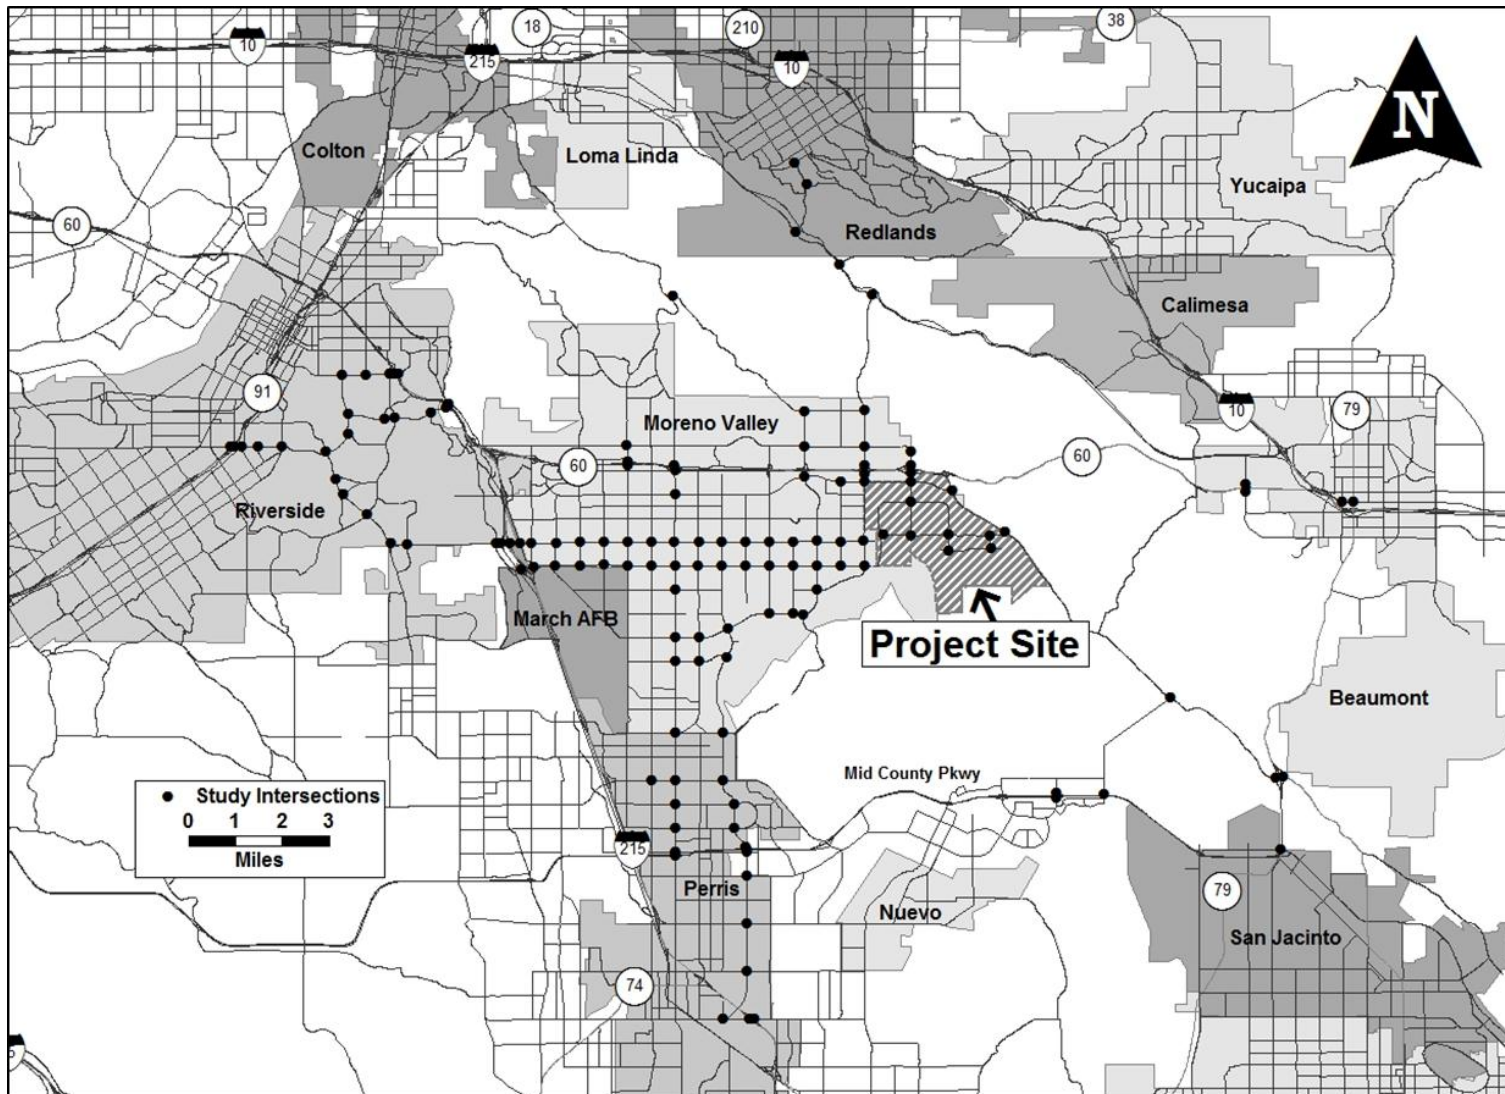 18
210
38
10
215
10
N
Colton
Loma Linda
Yucaipa
60
Redlands
Calimesa
91
10
79
Moreno Valley
60
60
Riverside
March AFB
Project Site
Beaumont
Mid County Pkwy
Study Intersections
0 1 2 3
Miles
215
Perris
79
Nuevo
San Jacinto
74